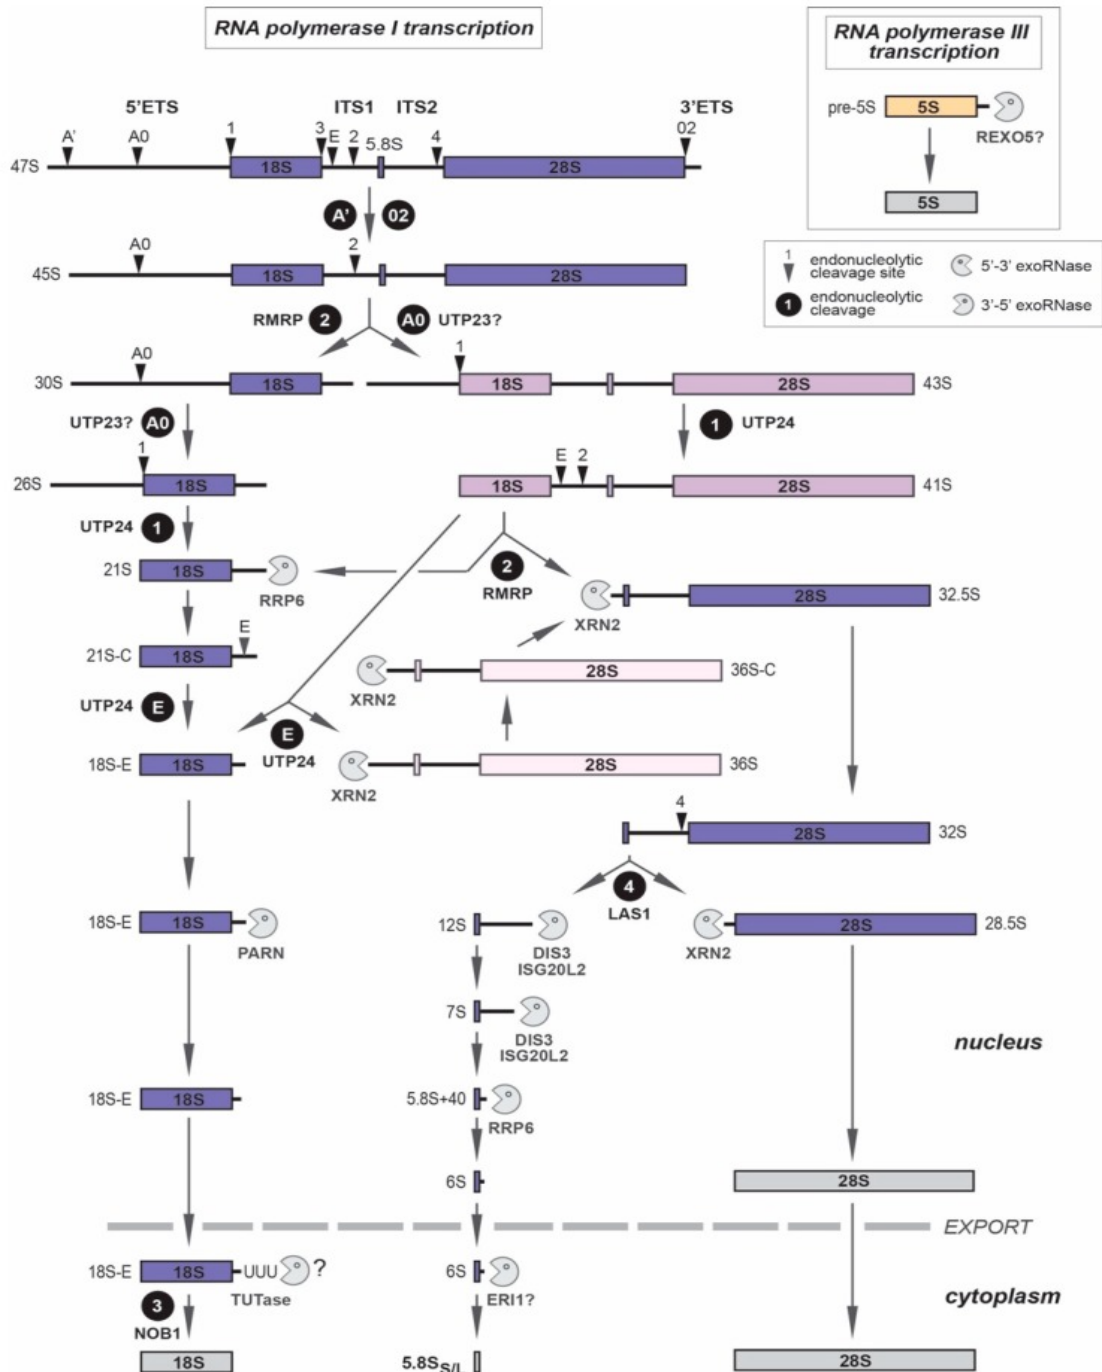 RNA polymerase I transcription
RNA polymerase III
transcription
pre-5S 5S
REXO5?
5S
5'ETS ITS1 ITS2 3'ETS
A' A0 1 3 E 2 5.8S 4 02
47S 18S 28S
A' 02
A0 2
45S 18S 28S
1 endonucleolytic
cleavage site
5'-3' exoRNase
1 endonucleolytic
cleavage
3'-5' exoRNase
RMRP 2 A0 UTP23?
A0 1
30S 18S 18S 28S 43S
UTP23? A0 1 UTP24
1 E 2
26S 18S 18S 28S 41S
UTP24 1
21S 18S
RRP6
2
RMRP
XRN2
28S 32.5S
E
21S-C 18S
28S 36S-C
XRN2
UTP24 E
E
UTP24
18S-E 18S
28S 36S
XRN2
4
28S 32S
4
LAS1
18S-E 18S
PARN
12S
DIS3
ISG20L2
XRN2
28S 28.5S
7S
DIS3
ISG20L2
nucleus
18S-E 18S
5.8S+40
RRP6
6S
28S
EXPORT
18S-E 18S UUU ?
TUTase
6S
ERI1?
cytoplasm
3
NOB1
18S 5.8S S/L 28S